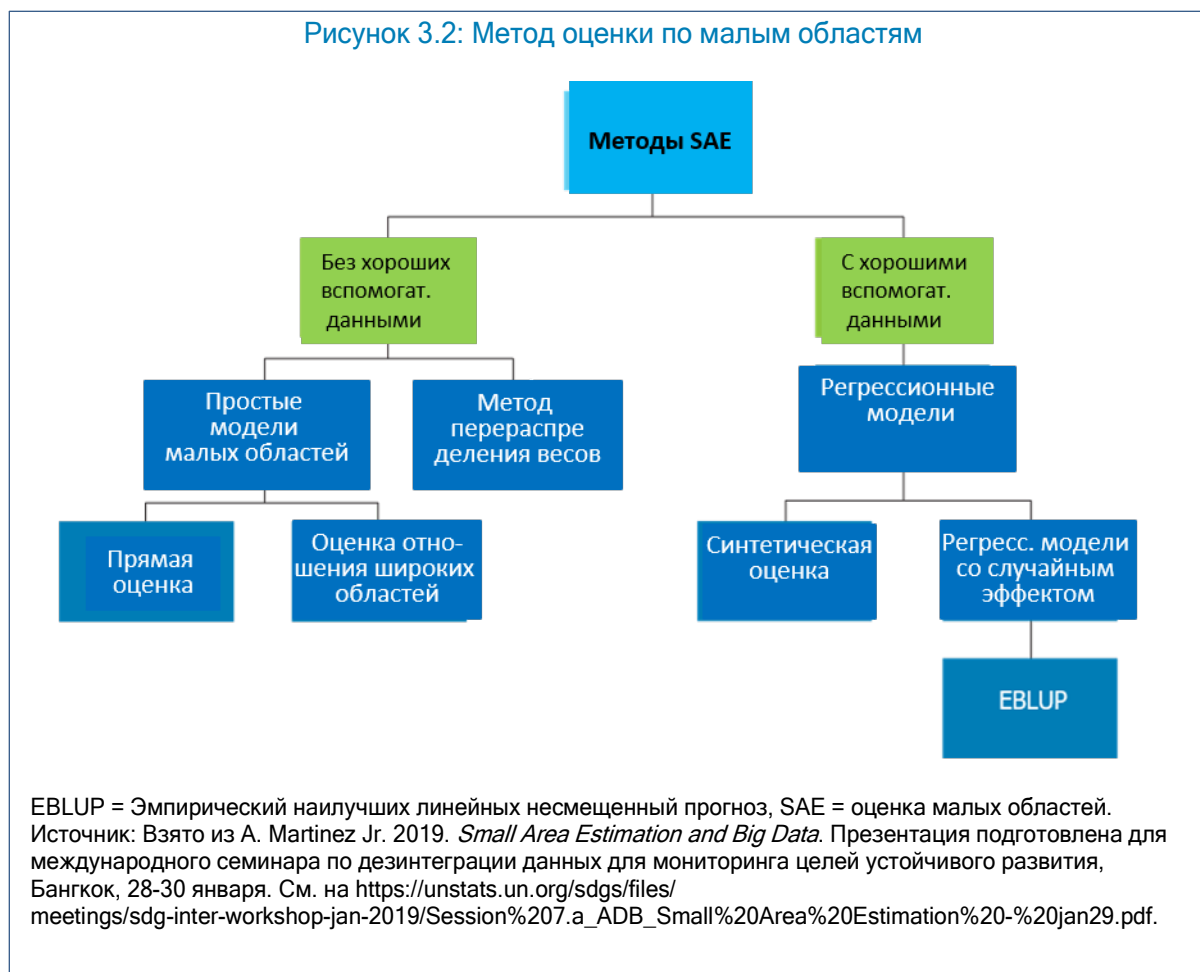 Рисунок 3.2: Метод оценки по малым областям
Методы SAE
Без хороших
вспомогат.
данными
С хорошими
вспомогат.
данными
Простые
модели
малых областей
Метод
перераспре
деления весов
Регрессионные
модели
Прямая
оценка
Оценка отно-
шения широких
областей
Синтетическая
оценка
Регресс. модели
со случайным
эффектом
EBLUP
EBLUP = Эмпирический наилучших линейных несмещенный прогноз, SAE = оценка малых областей.
Источник: Взято из A. Martinez Jr. 2019. Small Area Estimation and Big Data. Презентация подготовлена для
международного семинара по дезинтеграции данных для мониторинга целей устойчивого развития,
Бангкок, 28-30 января. См. на https://unstats.un.org/sdgs/files/
meetings/sdg-inter-workshop-jan-2019/Session%207.a_ADB_Small%20Area%20Estimation%20-%20jan29.pdf.